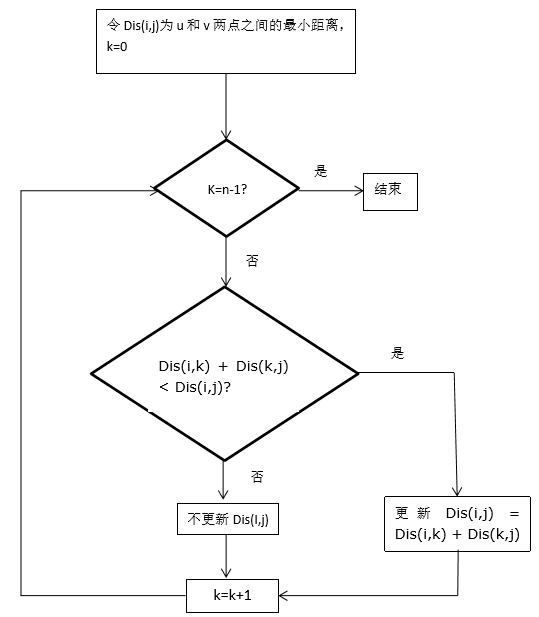 令 Dis(i,j)为 u 和 v 两点之间的最小距离，
k=0
K=n-1?
是
结束
否
Dis(i,k) + Dis(k,j)
< Dis(i,j)?
是
否
不更新 Dis(I,j)
更新 Dis(i,j) =
Dis(i,k) + Dis(k,j)
k=k+1